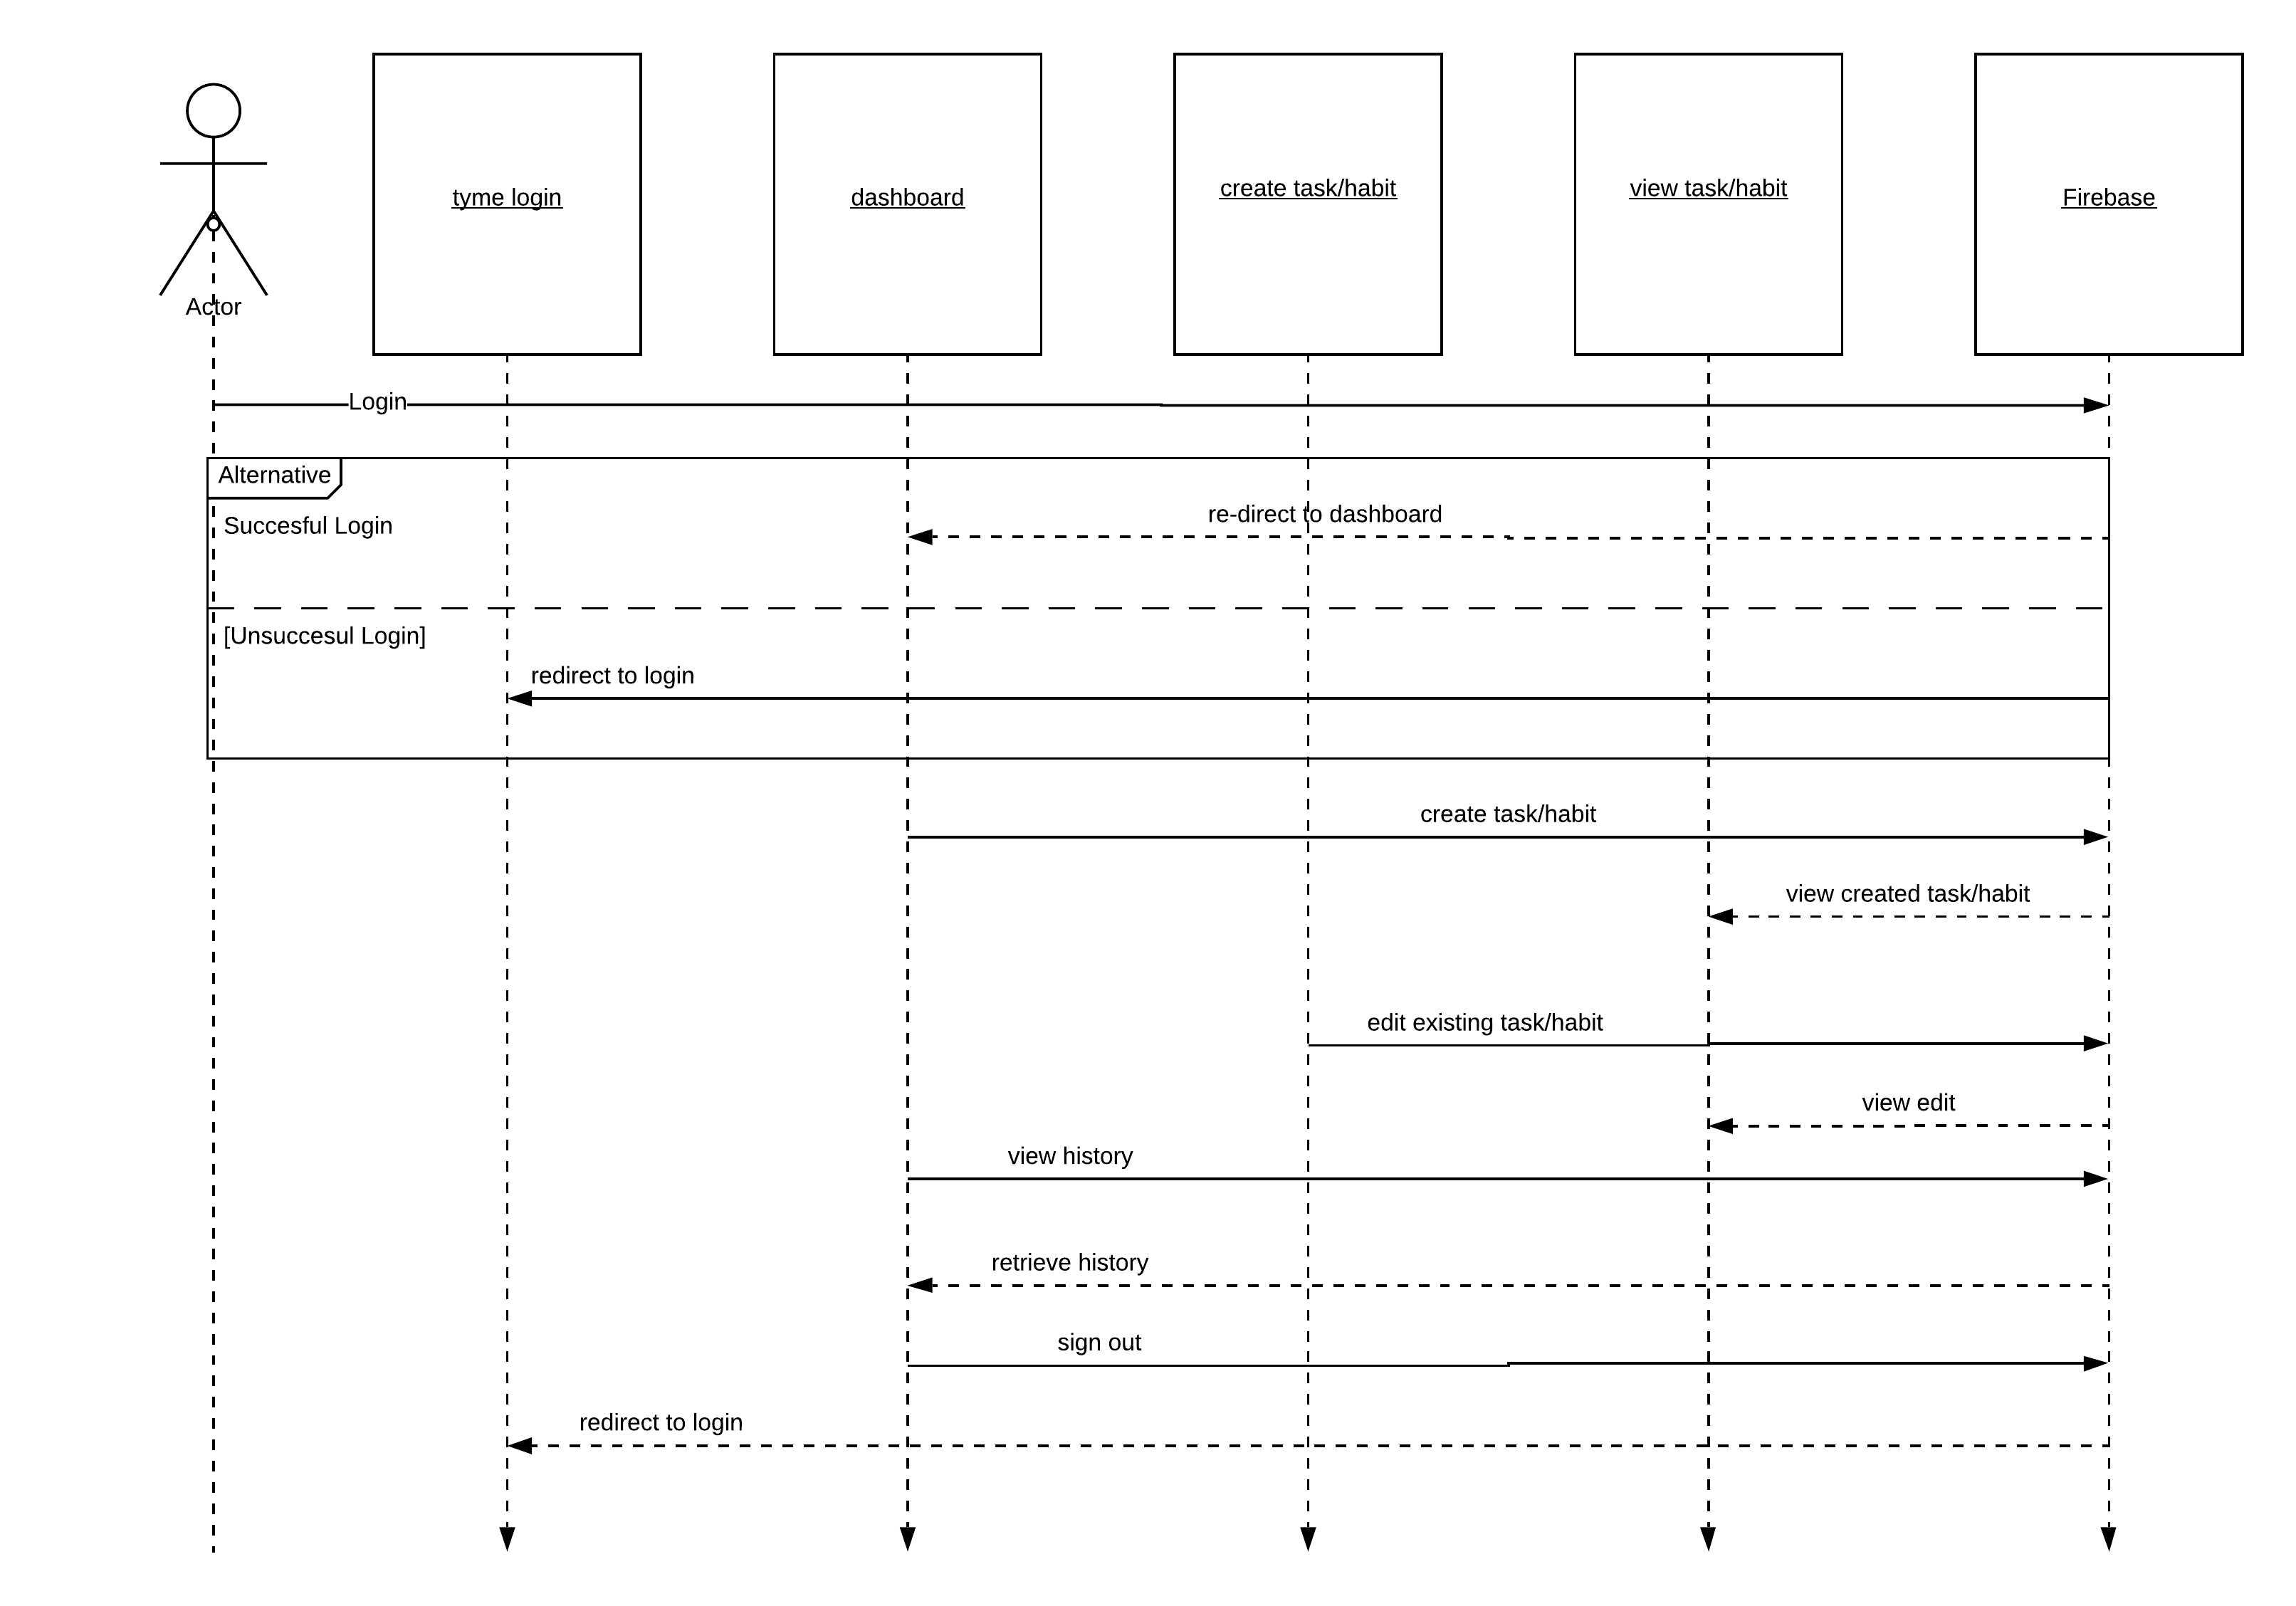 Actor
tyme login
dashboard
create task/habit
view task/habit
Firebase
Login
Alternative
Succesful Login
re-direct to dashboard
[Unsuccesul Login]
redirect to login
create task/habit
view created task/habit
edit existing task/habit
view edit
view history
retrieve history
sign out
redirect to login